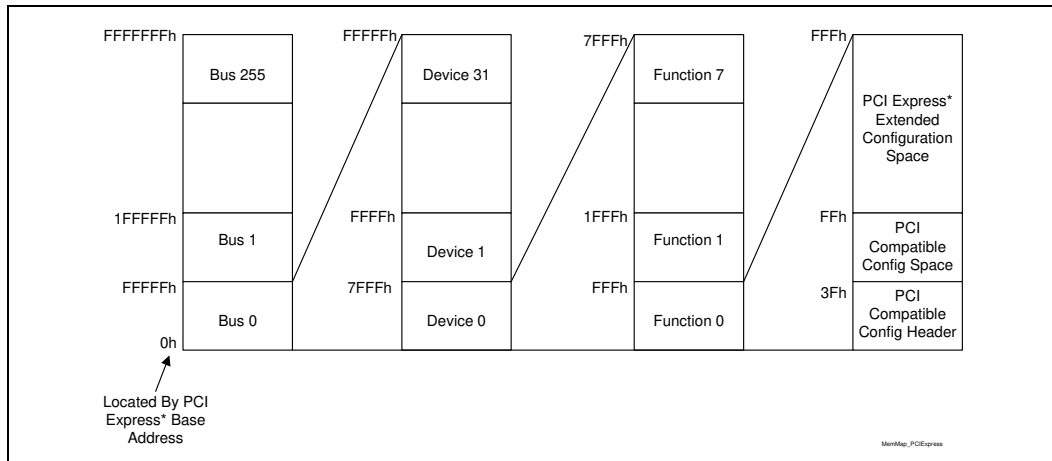 FFFFFFFh
Bus 255
1FFFFFh
Bus 1
FFFFFh
Bus 0
0h
Located By PCI
Express* Base
Address
FFFFFh
Device 31
FFFFh
Device 1
7FFFh
Device 0
7FFFh
Function 7
1FFFh
Function 1
FFFh
Function 0
FFFh
PCI Express*
Extended
Configuration
Space
FFh
PCI
Compatible
Config Space
3Fh
PCI
Compatible
Config Header
MemMap_PCIExpress